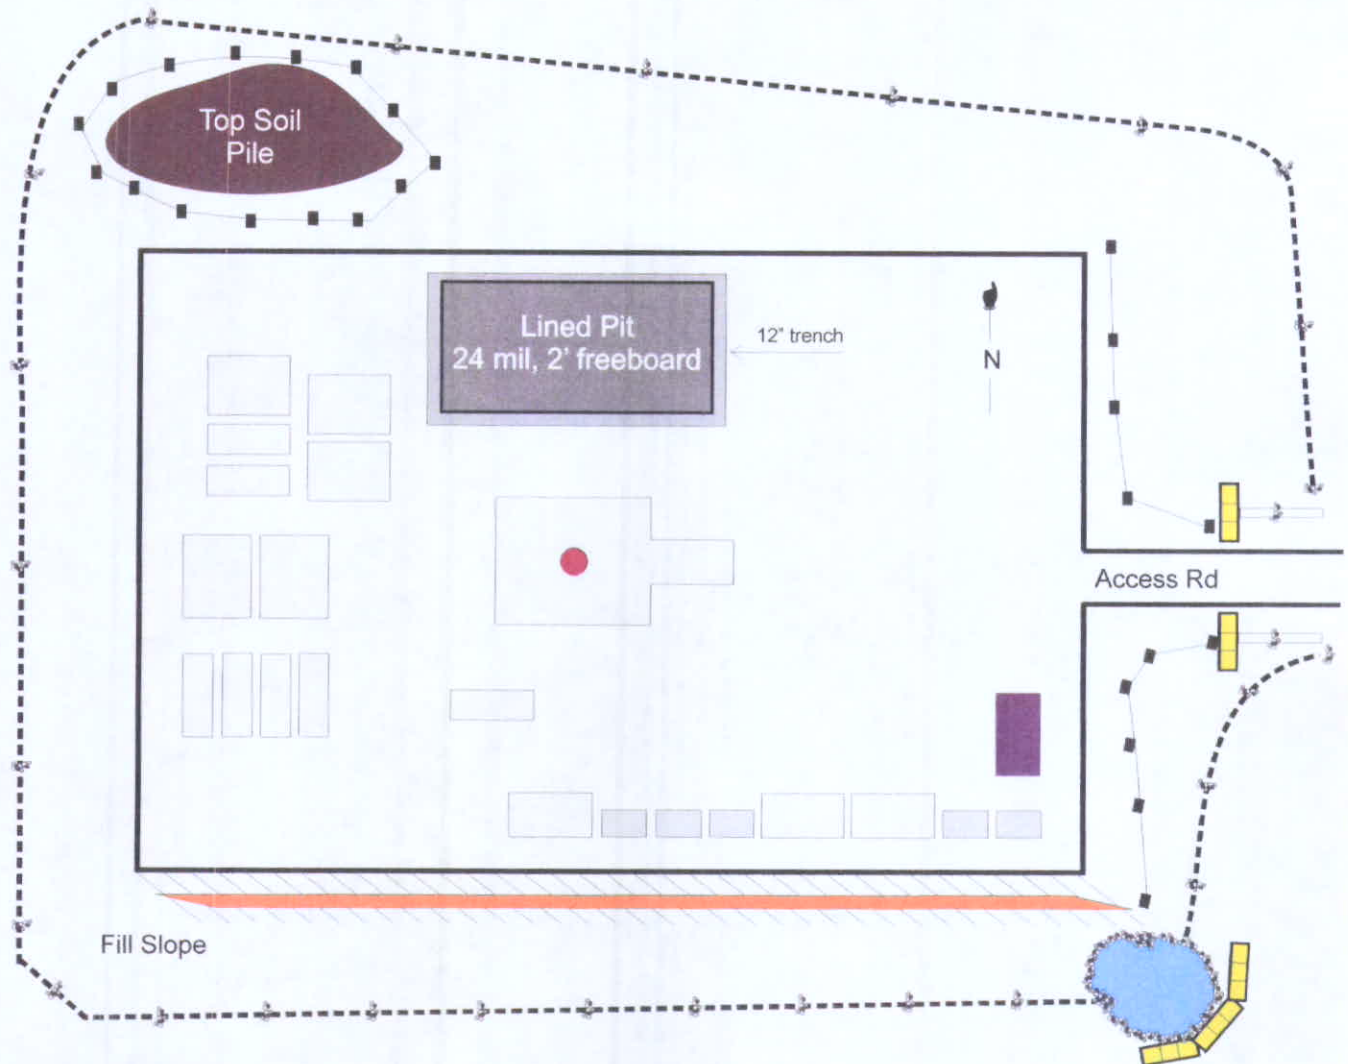 Top Soil
Pile
Lined Pit
24 mil, 2' freeboard
12" trench
N
Access Rd
Fill Slope